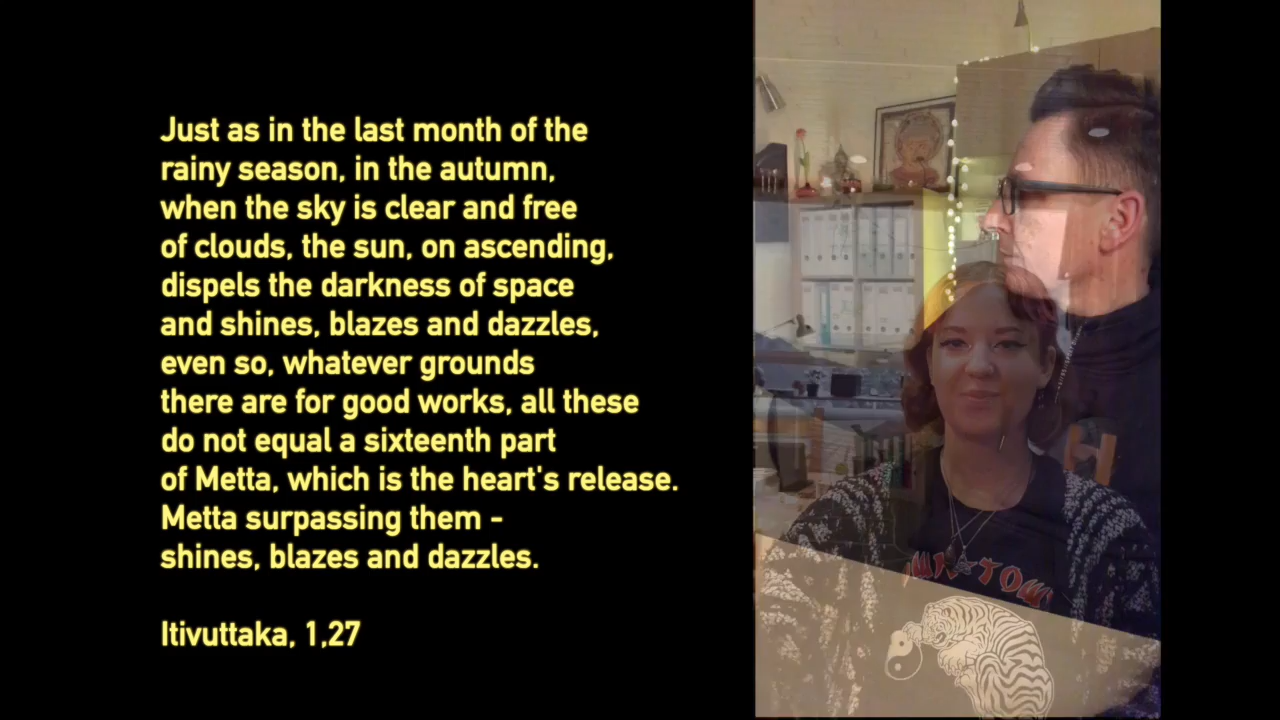 Just as in the last month of the
rainy season, in the autumn,
when the sky is clear and free
of clouds, the sun, on ascending,
dispels the darkness of space
and shines, blazes and dazzles,
even so, whatever grounds
there are for good works, all these
do not equal a sixteenth part
of Metta, which is the heart's release.
Metta surpassing them -
shines, blazes and dazzles.
Itivuttaka, 1,27